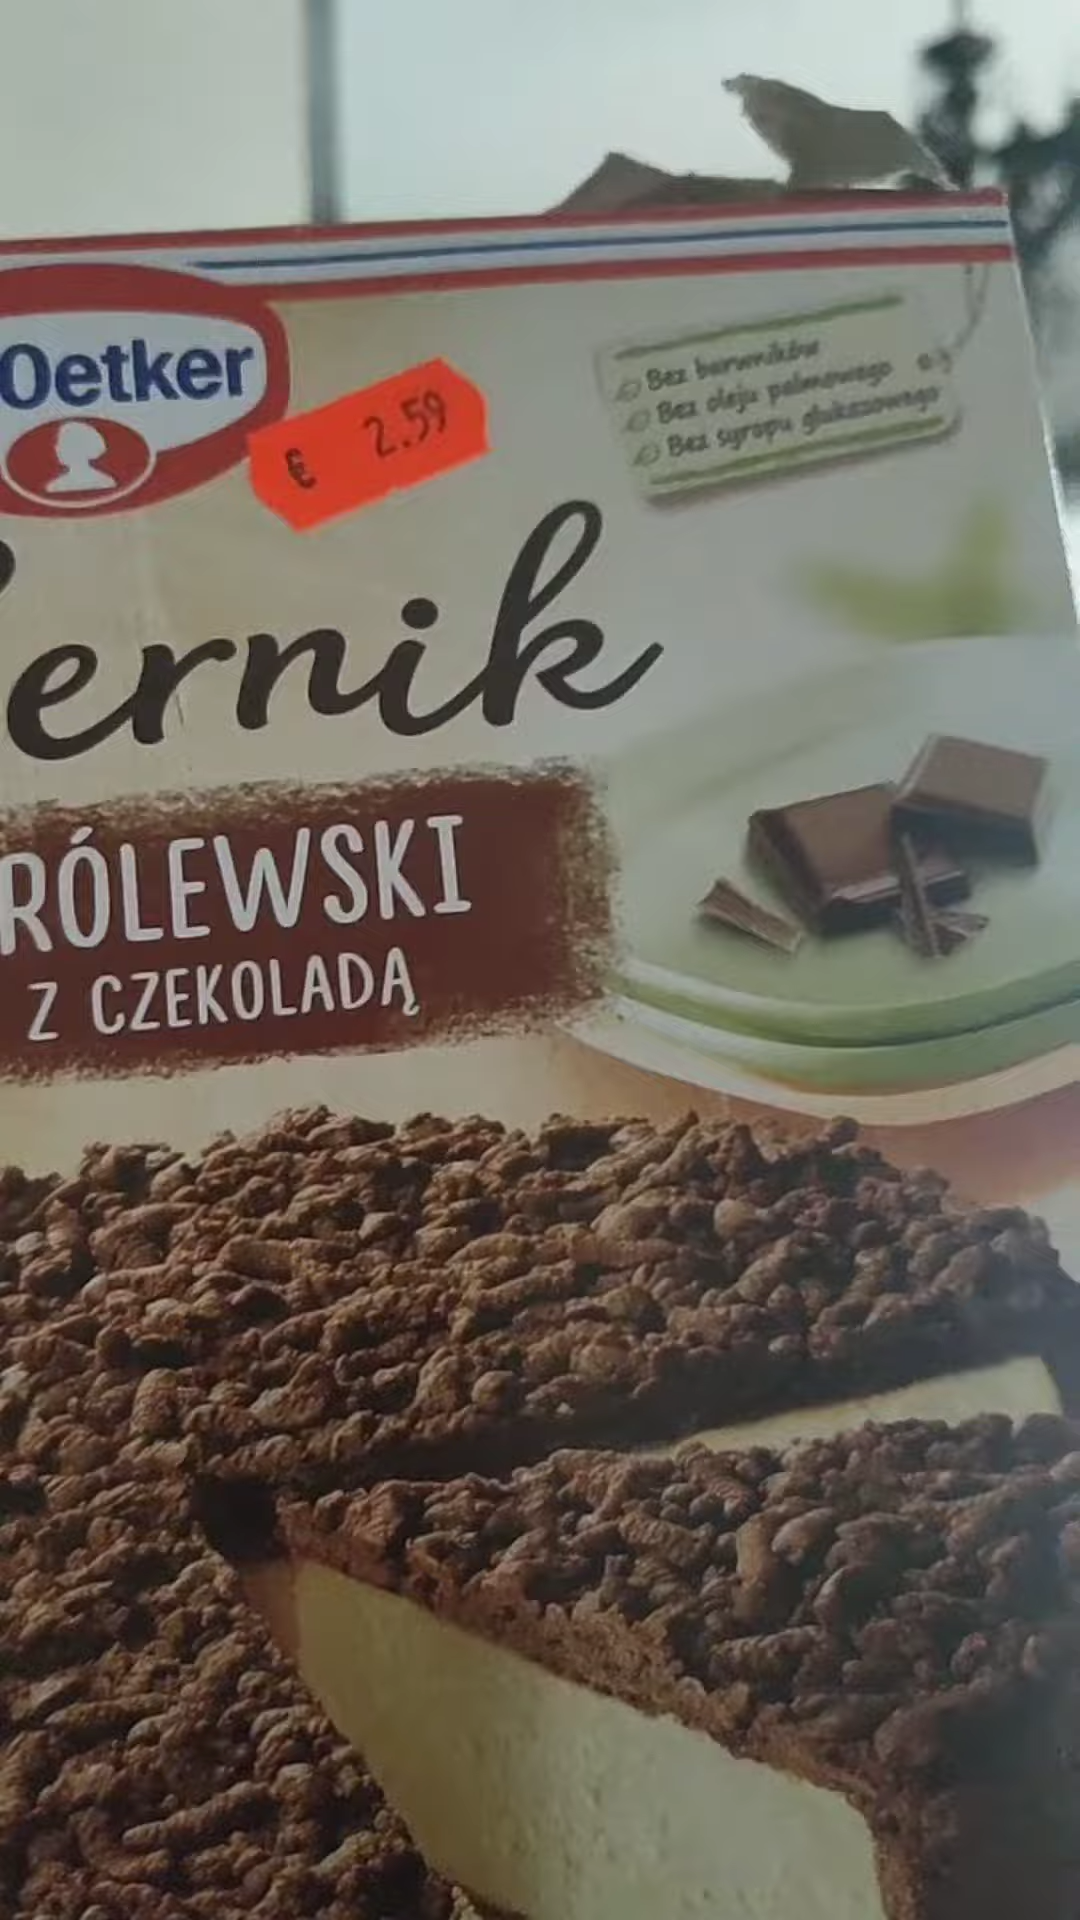 Oetker
€ 2.59
Bez barwników
Bez oleju palmowego
Bez syropu glukozowego
ernik
RÓLEWSKI
Z CZEKOLADĄ